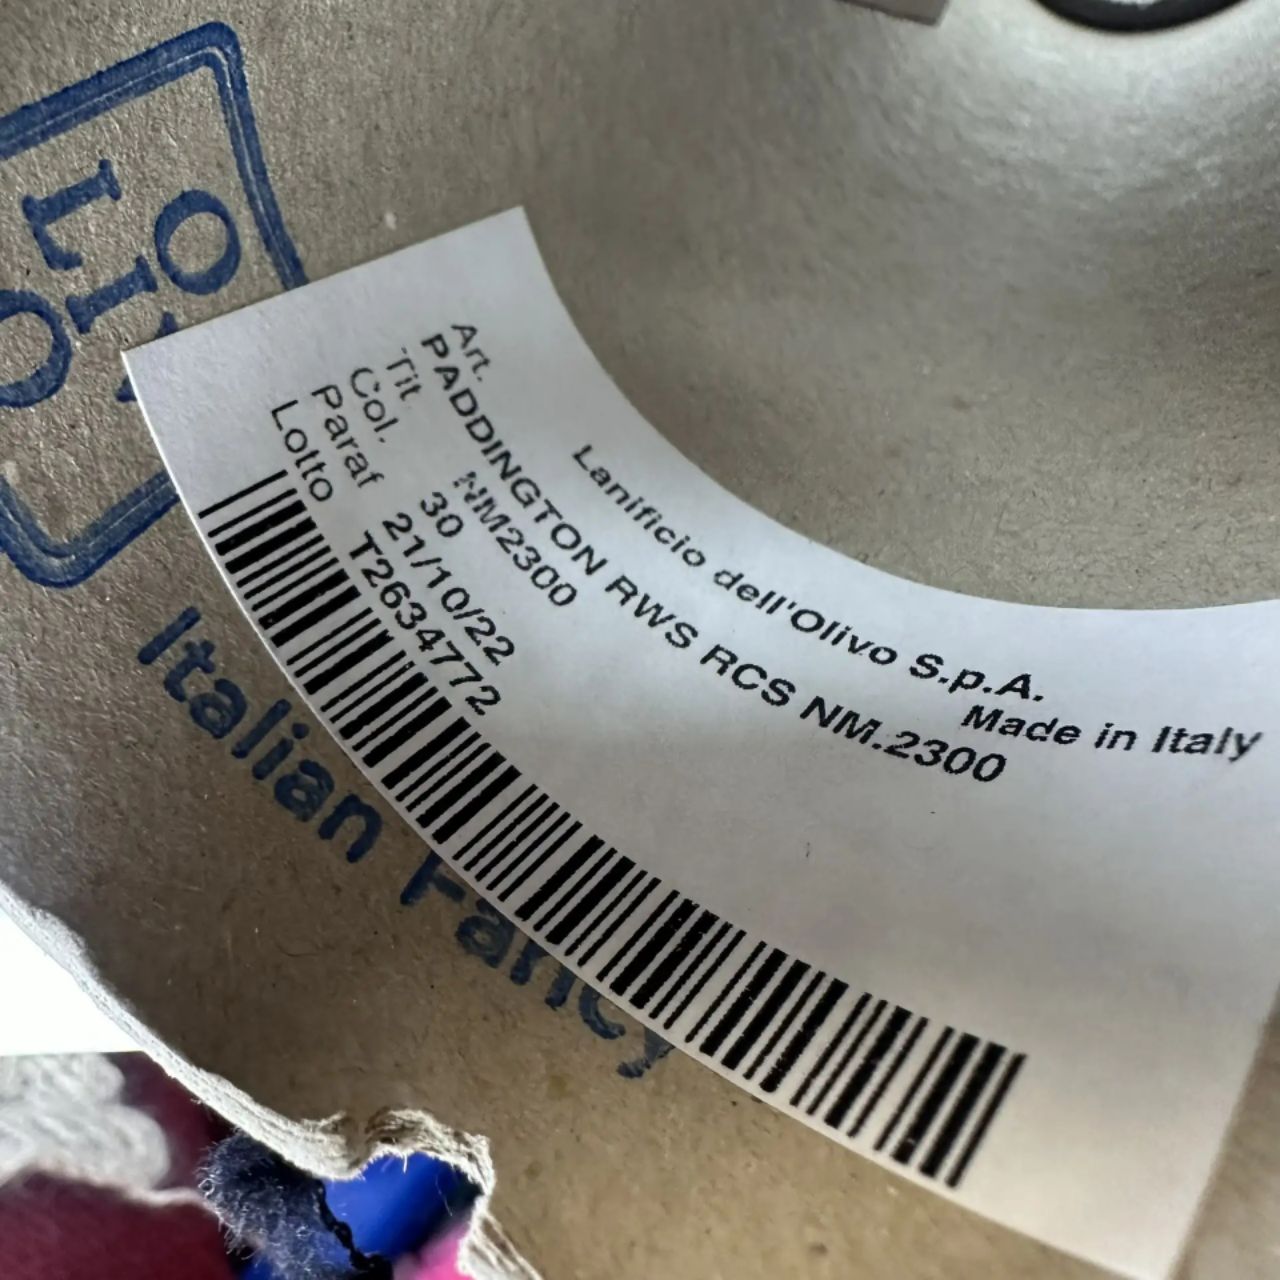 Lanificio dell'Olivo S.p.A.
Made in Italy
Art.
PADDINGTON RWS RCS NM.2300
Tit NM2300
Col. 30
Paraf 21/10/22
Lotto T2634772
Italian Fancy